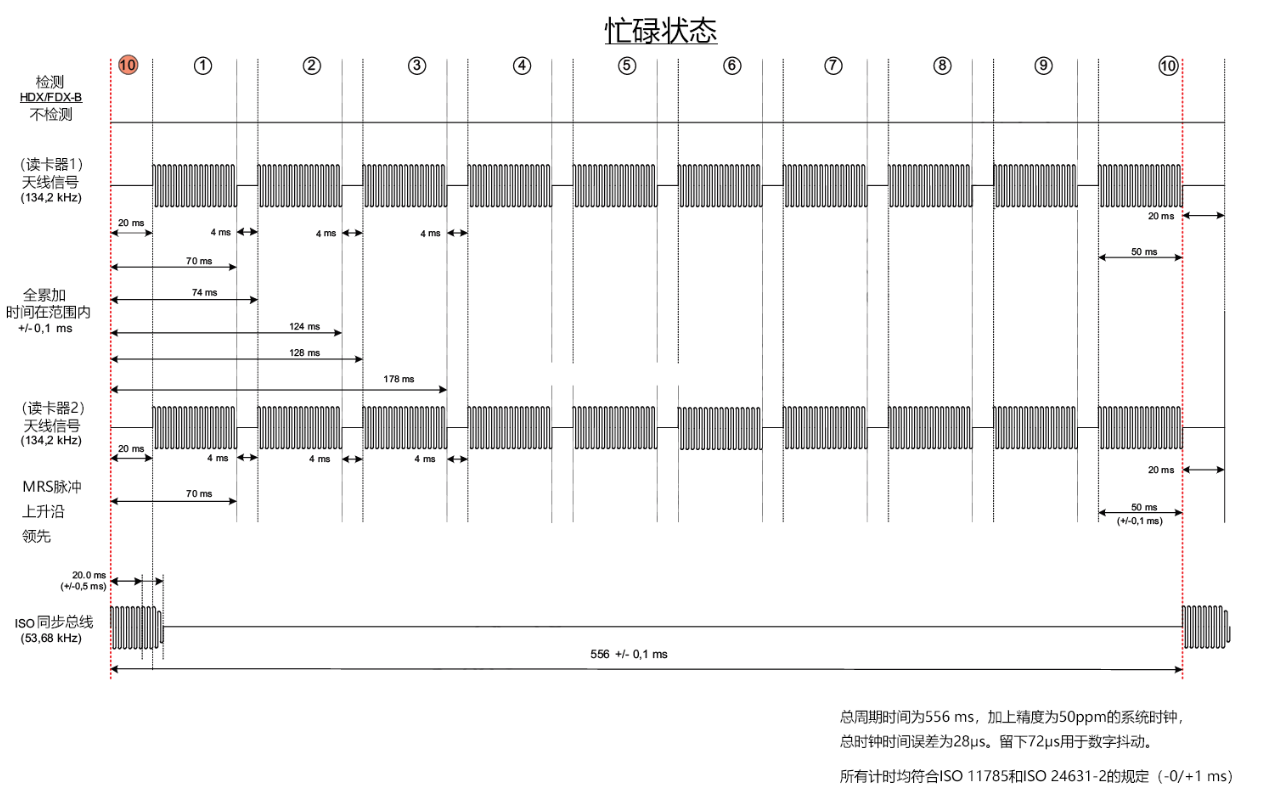 忙碌状态
10 1 2 3 4 5 6 7 8 9 10
检测
HDX/FDX-B
不检测
（读卡器1）
天线信号
(134,2 kHz)
20 ms
4 ms
4 ms
4 ms
20 ms
50 ms
70 ms
74 ms
全累加
时间在范围内
+/-0,1 ms
124 ms
128 ms
178 ms
（读卡器2）
天线信号
(134,2 kHz)
20 ms
4 ms
4 ms
4 ms
20 ms
MRS脉冲
上升沿
领先
70 ms
50 ms
(+/-0,1 ms)
20.0 ms
(+/-0,5 ms)
ISO同步总线
(53,68 kHz)
556 +/- 0,1 ms
总周期时间为556 ms，加上精度为50ppm的系统时钟，
总时钟时间误差为28μs。留下72μs用于数字抖动。
所有计时均符合ISO 11785和ISO 24631-2的规定（-0/+1 ms）